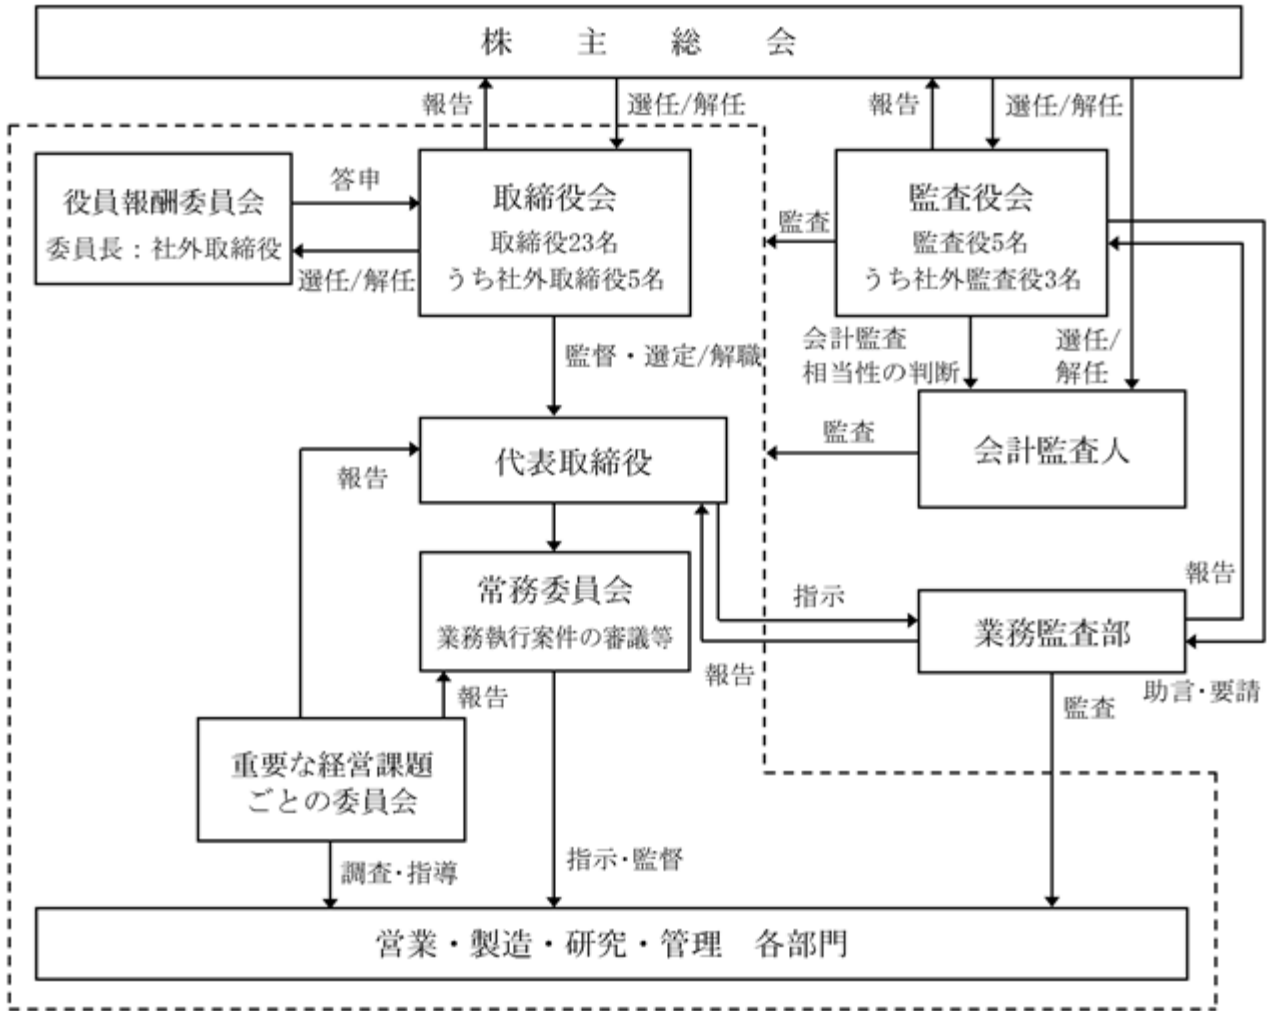 株主総会
報告
選任/解任
報告
選任/解任
役員報酬委員会
委員長：社外取締役
答申
選任/解任
取締役会
取締役23名
うち社外取締役5名
監査
監査役会
監査役5名
うち社外監査役3名
監督・選定/解職
会計監査
相当性の判断
選任/
解任
代表取締役
報告
監査
会計監査人
常務委員会
業務執行案件の審議等
指示
報告
業務監査部
報告
助言・要請
監査
報告
重要な経営課題
ごとの委員会
調査・指導
指示・監督
営業・製造・研究・管理　各部門